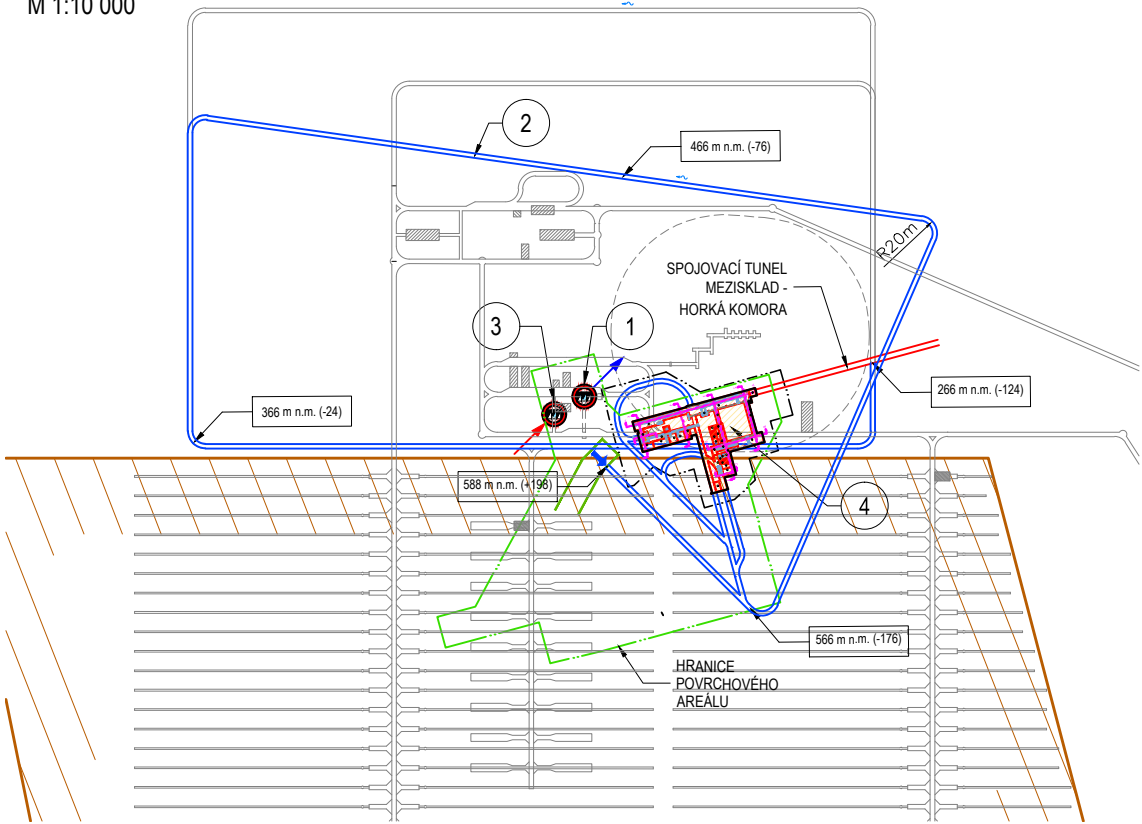 M 1:10 000
2
466 m n.m. (-76)
R20m
SPOJOVACÍ TUNEL
MEZISKLAD -
HORKÁ KOMORA
3
1
266 m n.m. (-124)
366 m n.m. (-24)
588 m n.m. (+198)
4
566 m n.m. (-176)
HRANICE
POVRCHOVÉHO
AREÁLU